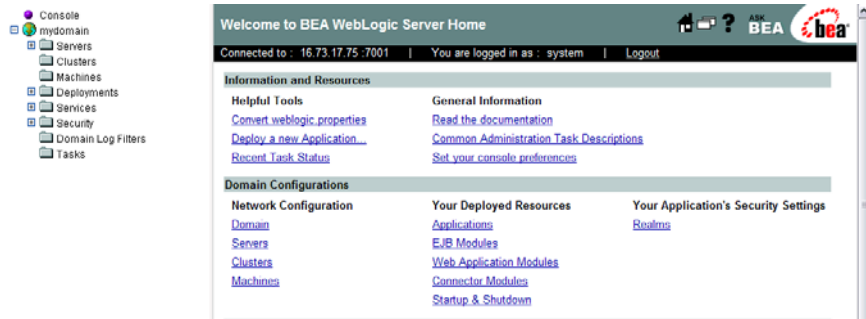 Console
mydomain
Servers
Clusters
Machines
Deployments
Services
Security
Domain Log Filters
Tasks
Welcome to BEA WebLogic Server Home
? ASK BEA bea
Connected to : 16.73.17.75 :7001 | You are logged in as : system | Logout
Information and Resources
Helpful Tools General Information
Convert weblogic.properties Read the documentation
Deploy a new Application... Common Administration Task Descriptions
Recent Task Status Set your console preferences
Domain Configurations
Network Configuration Your Deployed Resources Your Application's Security Settings
Domain Applications Realms
Servers EJB Modules
Clusters Web Application Modules
Machines Connector Modules
Startup & Shutdown